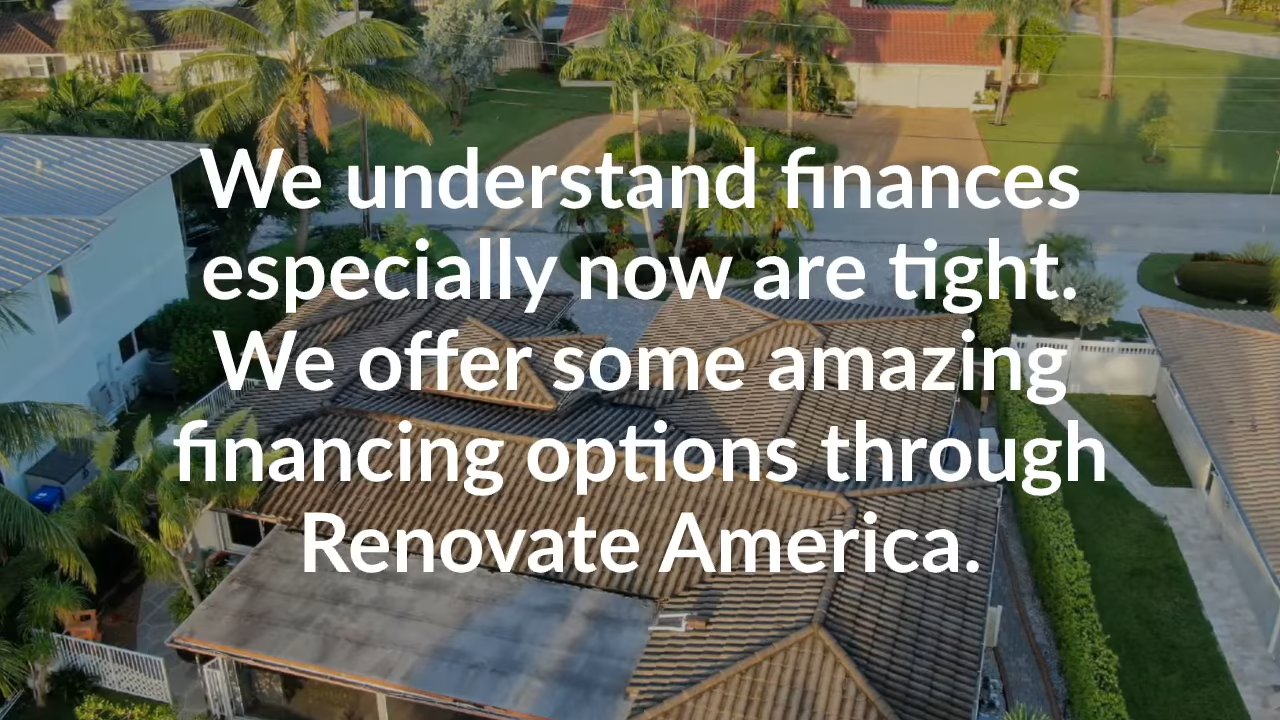 We understand finances
especially now are tight.
We offer some amazing
financing options through
Renovate America.